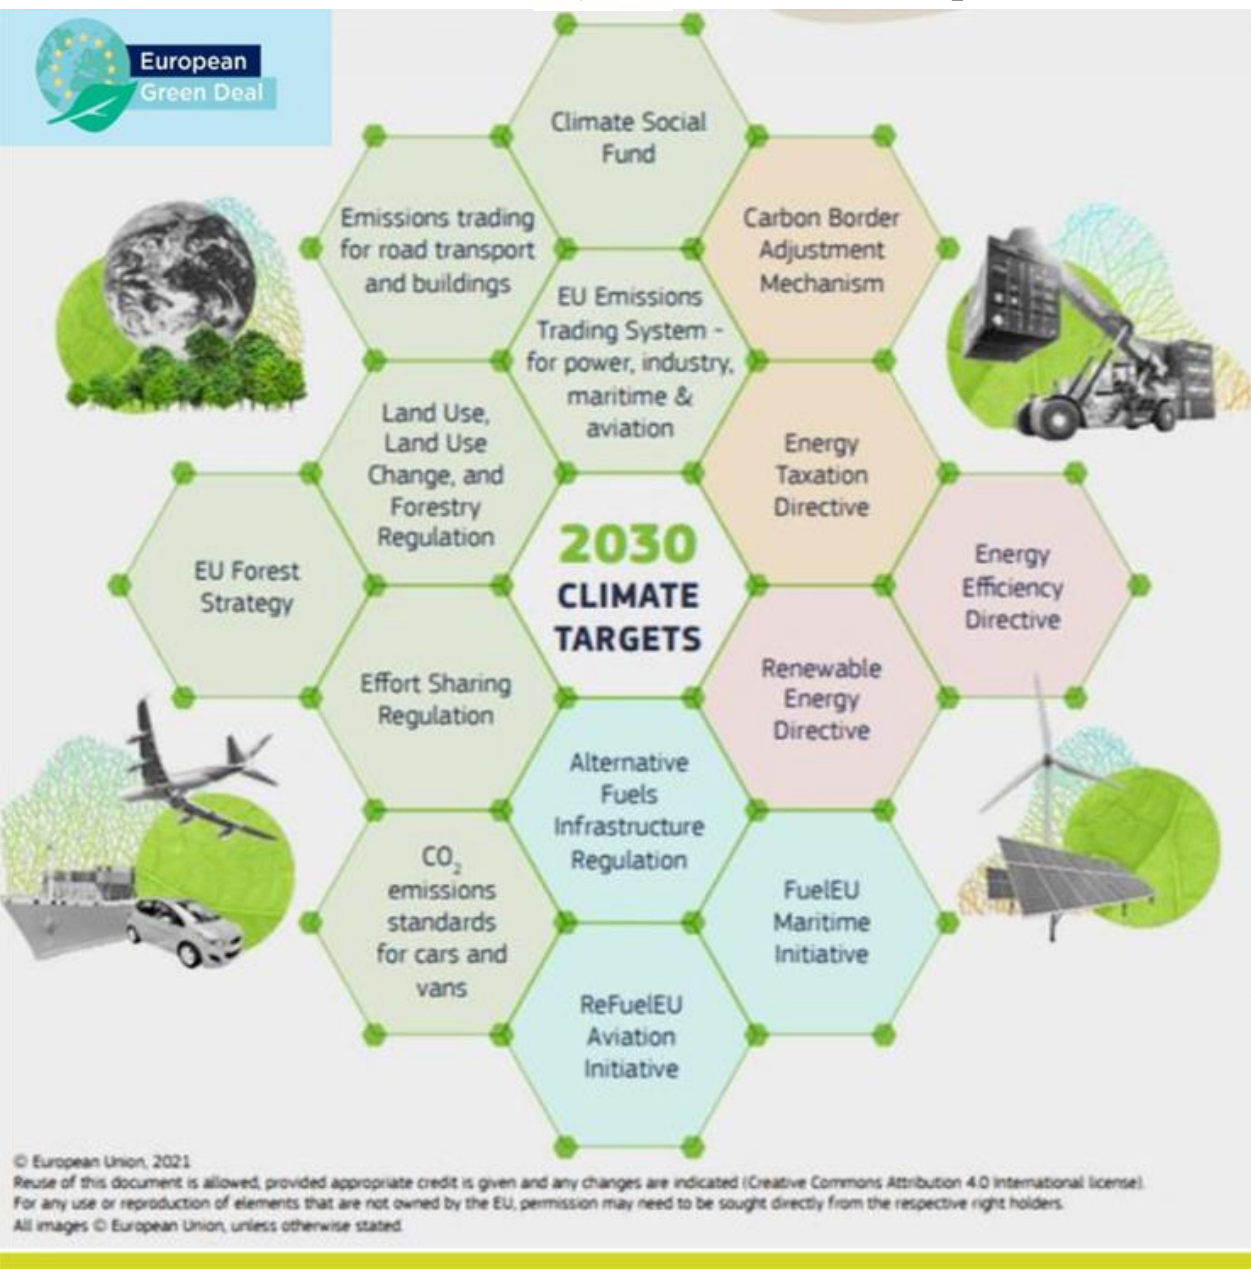 European
Green Deal
Climate Social
Fund
Emissions trading
for road transport
and buildings
Carbon Border
Adjustment
Mechanism
EU Emissions
Trading System -
for power, industry,
maritime &
aviation
Land Use,
Land Use
Change, and
Forestry
Regulation
Energy
Taxation
Directive
EU Forest
Strategy
2030
CLIMATE
TARGETS
Energy
Efficiency
Directive
Effort Sharing
Regulation
Renewable
Energy
Directive
Alternative
Fuels
Infrastructure
Regulation
CO₂
emissions
standards
for cars and
vans
FuelEU
Maritime
Initiative
ReFuelEU
Aviation
Initiative
© European Union, 2021
Reuse of this document is allowed, provided appropriate credit is given and any changes are indicated (Creative Commons Attribution 4.0 International license).
For any use or reproduction of elements that are not owned by the EU, permission may need to be sought directly from the respective right holders.
All images © European Union, unless otherwise stated.